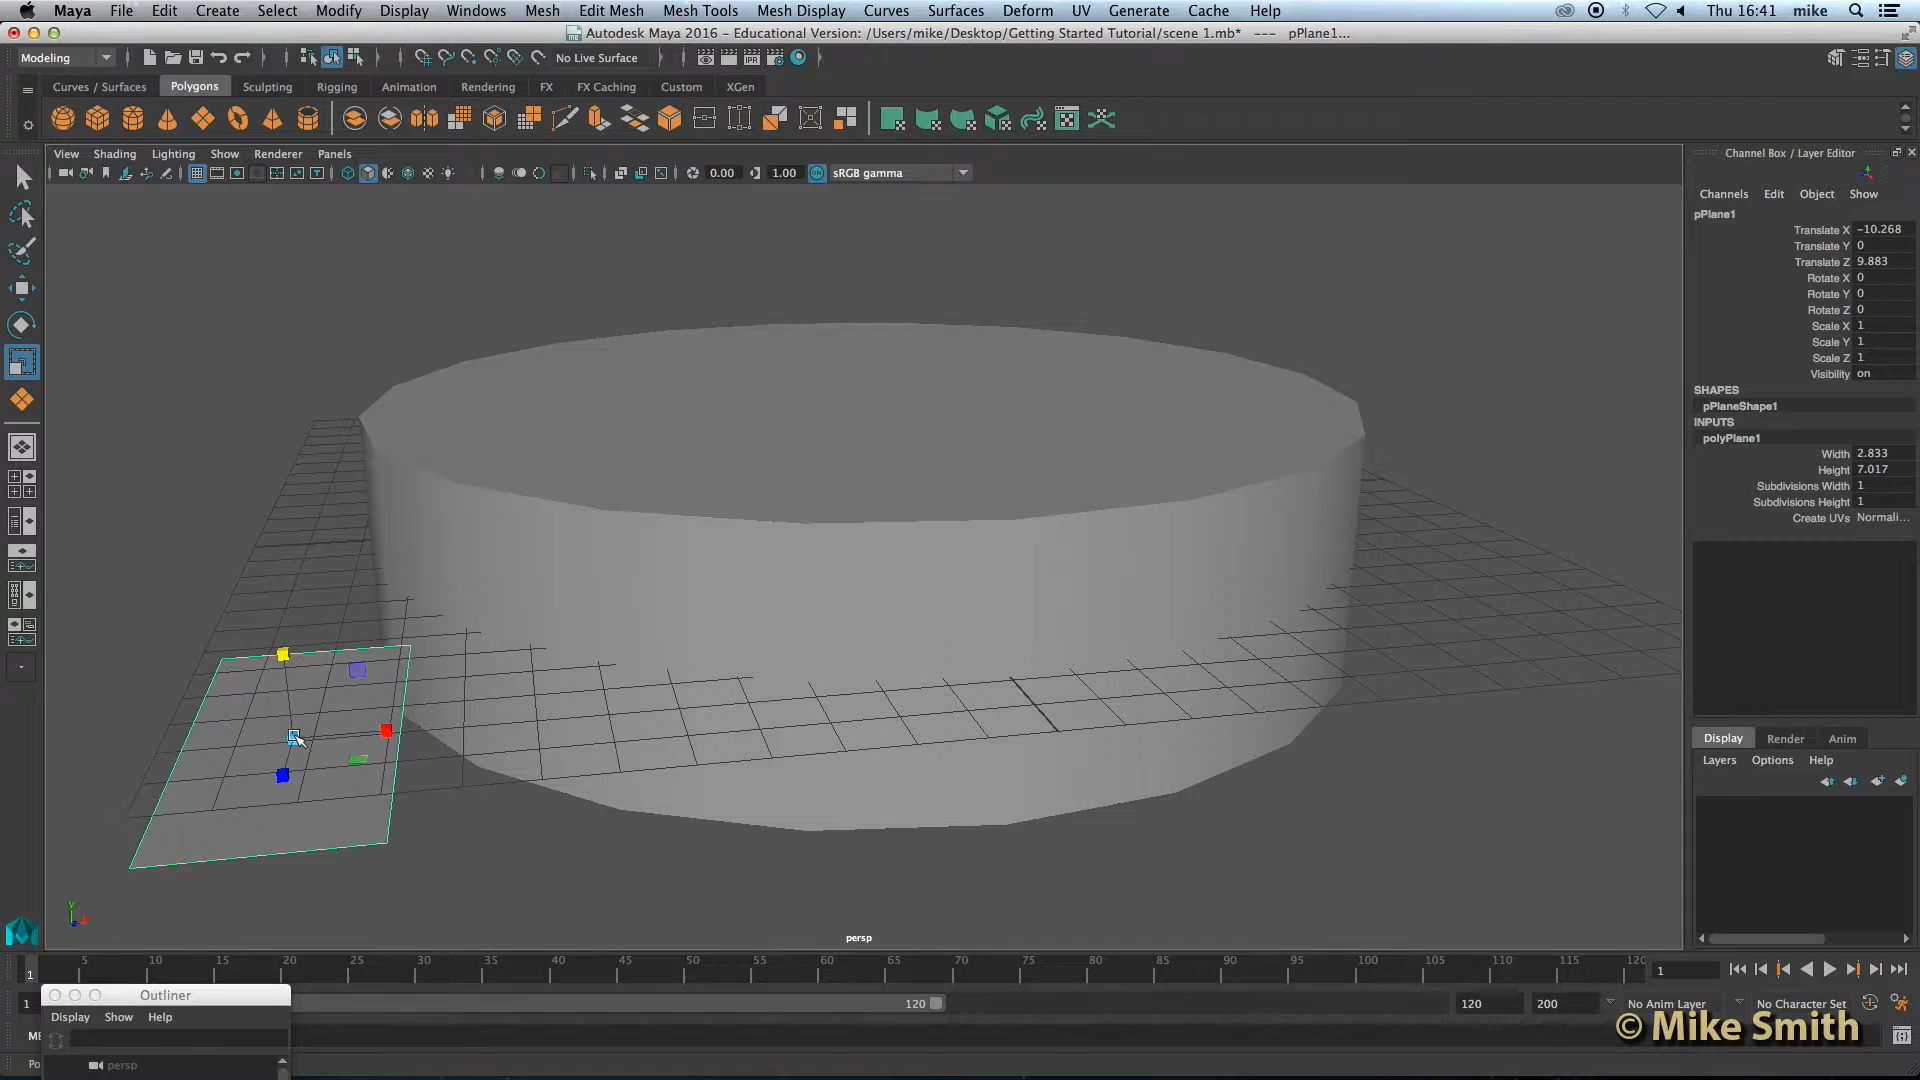 Maya File Edit Create Select Modify Display Windows Mesh Edit Mesh Mesh Tools Mesh Display Curves Surfaces Deform UV Generate Cache Help Thu 16:41 mike
Autodesk Maya 2016 - Educational Version: /Users/mike/Desktop/Getting Started Tutorial/scene 1.mb* --- pPlane1...
Modeling No Live Surface
Curves / Surfaces Polygons Sculpting Rigging Animation Rendering FX FX Caching Custom XGen
View Shading Lighting Show Renderer Panels
0.00 1.00 sRGB gamma
Channel Box / Layer Editor
Channels Edit Object Show
pPlane1
Translate X -10.268
Translate Y 0
Translate Z 9.883
Rotate X 0
Rotate Y 0
Rotate Z 0
Scale X 1
Scale Y 1
Scale Z 1
Visibility on
SHAPES
pPlaneShape1
INPUTS
polyPlane1
Width 2.833
Height 7.017
Subdivisions Width 1
Subdivisions Height 1
Create UVs Normali...
Display Render Anim
Layers Options Help
y
persp
5 10 15 20 25 30 35 40 45 50 55 60 65 70 75 80 85 90 95 100 105 110 115 120
1 1
1 120 120 200 No Anim Layer No Character Set
Outliner
Display Show Help
persp
© Mike Smith